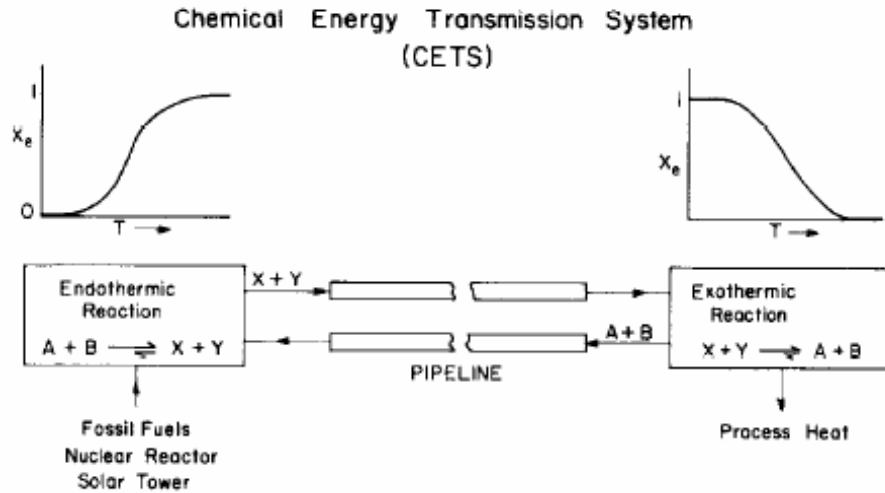 Chemical Energy Transmission System
(CETS)
1
Xe
0
T →
1
Xe
T →
Endothermic
Reaction
A + B ⇌ X + Y
X + Y
A + B
PIPELINE
Exothermic
Reaction
X + Y ⇌ A + B
Fossil Fuels
Nuclear Reactor
Solar Tower
Process Heat